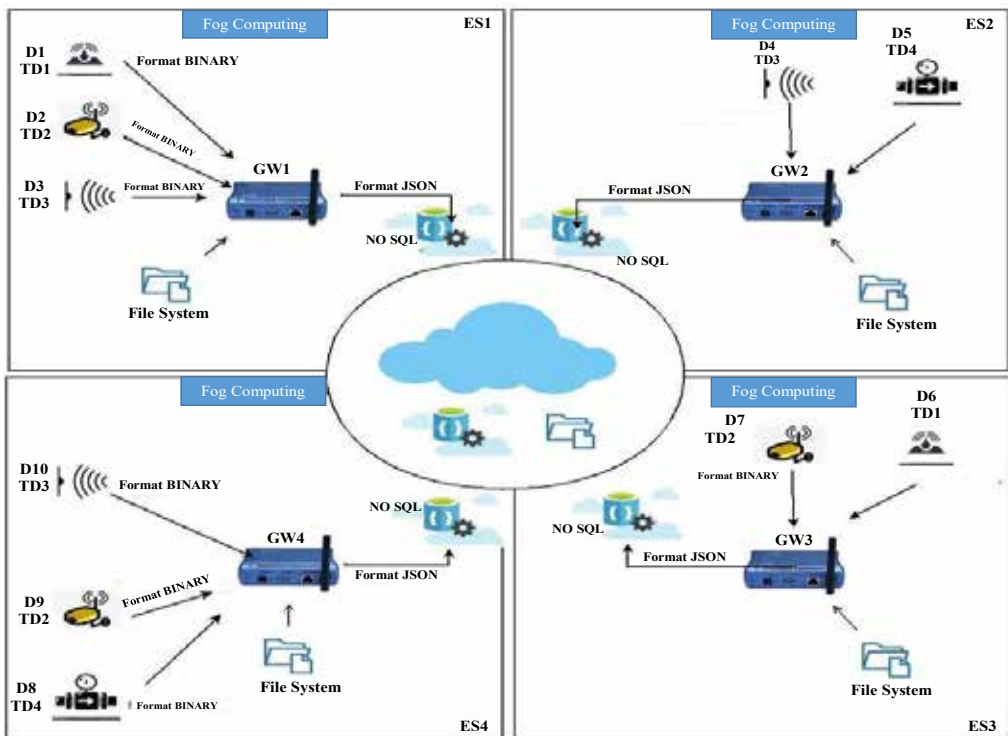 Fog Computing
ES1
D1
TD1
Format BINARY
D2
TD2
Format BINARY
D3
TD3
Format BINARY
GW1
Format JSON
NO SQL
File System
Fog Computing
ES2
D4
TD3
D5
TD4
GW2
Format JSON
NO SQL
File System
Fog Computing
D10
TD3
Format BINARY
NO SQL
GW4
Format JSON
D9
TD2
Format BINARY
D8
TD4
Format BINARY
File System
ES4
Fog Computing
D7
TD2
Format BINARY
D6
TD1
NO SQL
GW3
Format JSON
File System
ES3